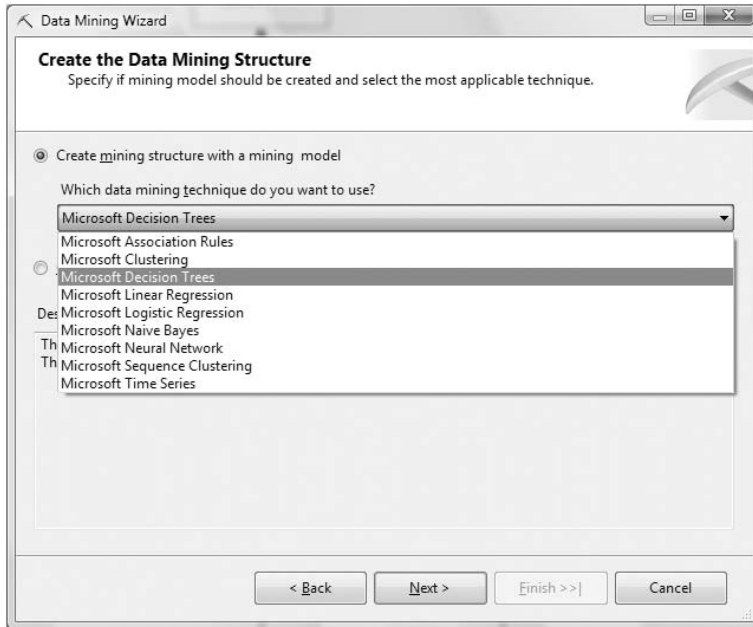 Data Mining Wizard
Create the Data Mining Structure
Specify if mining model should be created and select the most applicable technique.
Create mining structure with a mining model
Which data mining technique do you want to use?
Microsoft Decision Trees
Microsoft Association Rules
Microsoft Clustering
Microsoft Decision Trees
Microsoft Linear Regression
Microsoft Logistic Regression
Des
Microsoft Naive Bayes
Th
Microsoft Neural Network
Th
Microsoft Sequence Clustering
Microsoft Time Series
< Back
Next >
Finish >>|
Cancel